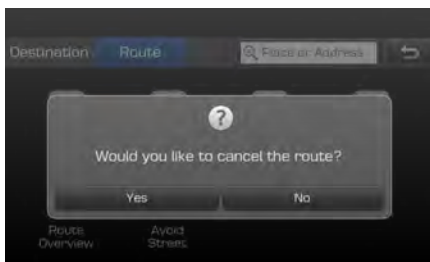 Destination
Route
Place or Address
Would you like to cancel the route?
Yes
No
Route
Overview
Avoid
Street